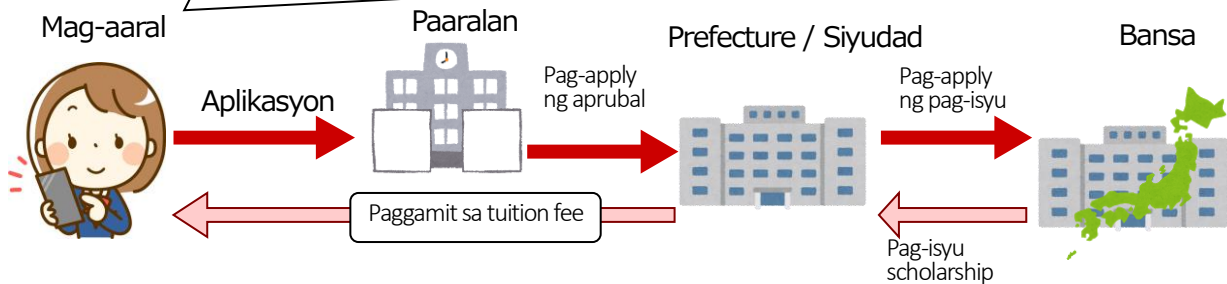 Mag-aaral
Paaralan
Prefecture / Siyudad
Bansa
Aplikasyon
Pag-apply
ng aprubal
Pag-apply
ng pag-isyu
Paggamit sa tuition fee
Pag-isyu
scholarship